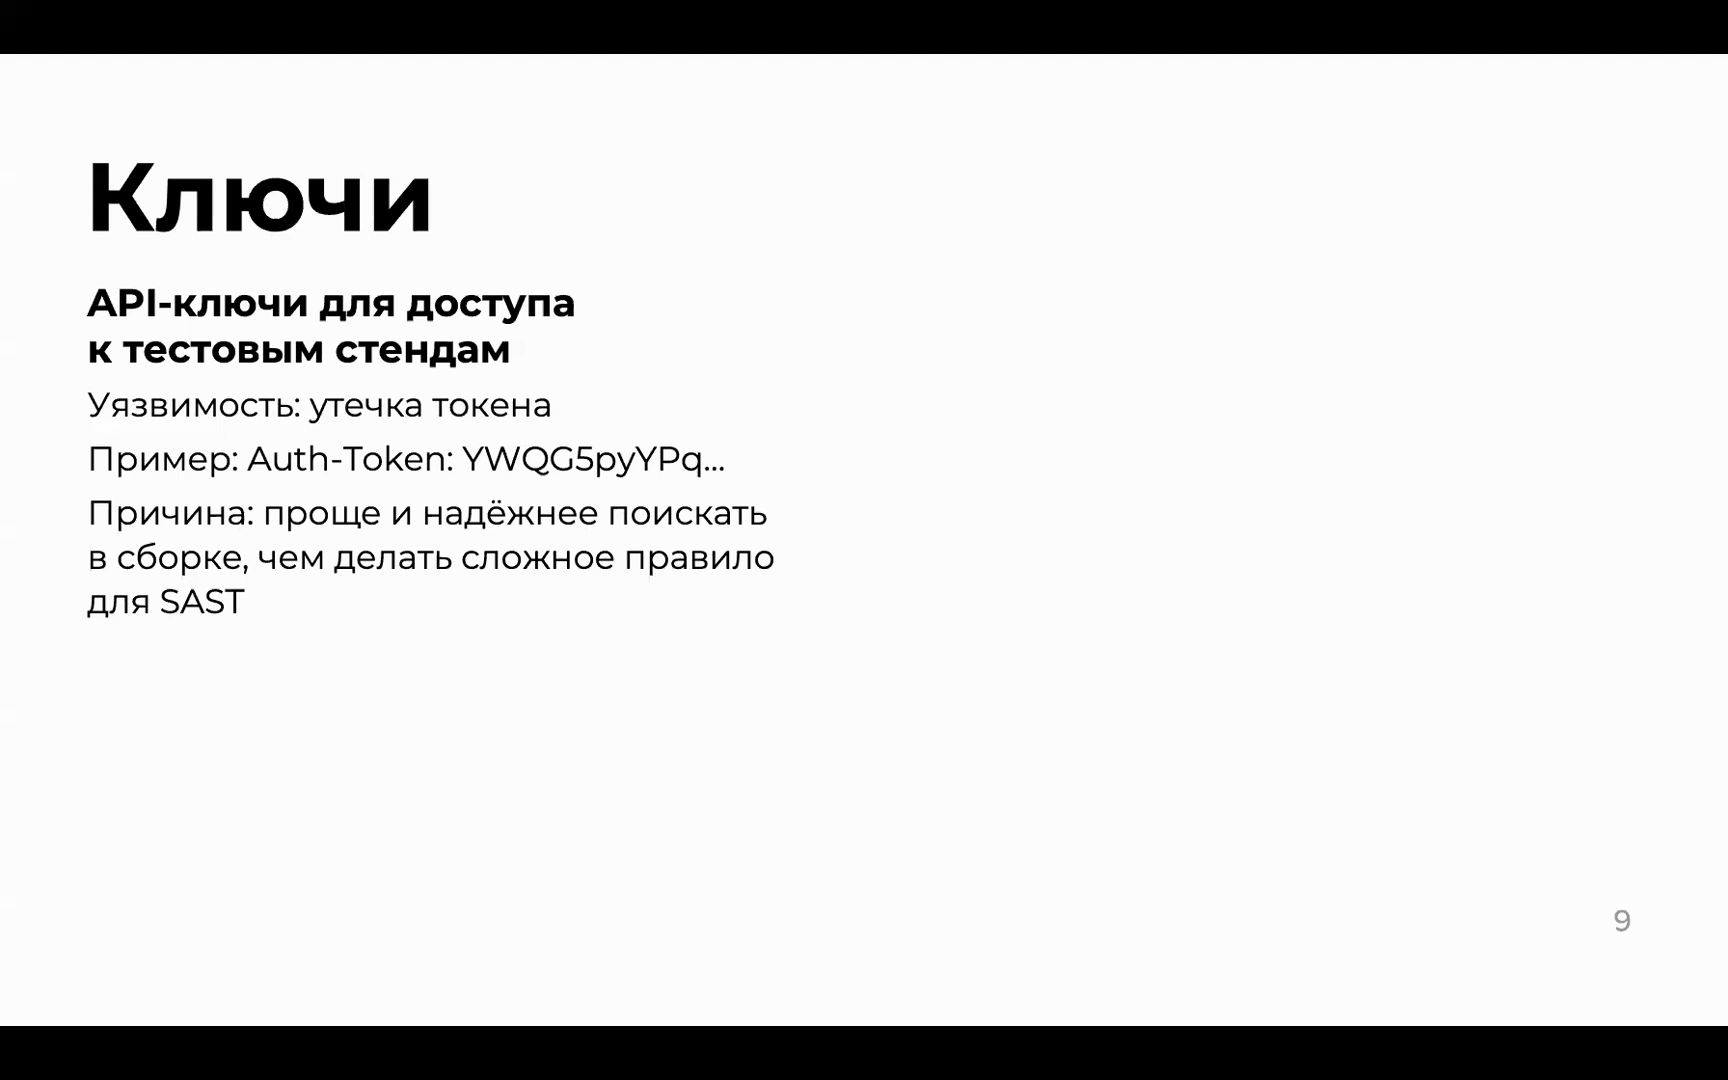 Ключи
API-ключи для доступа
к тестовым стендам
Уязвимость: утечка токена
Пример: Auth-Token: YWQG5pyYPq...
Причина: проще и надёжнее поискать
в сборке, чем делать сложное правило
для SAST
9